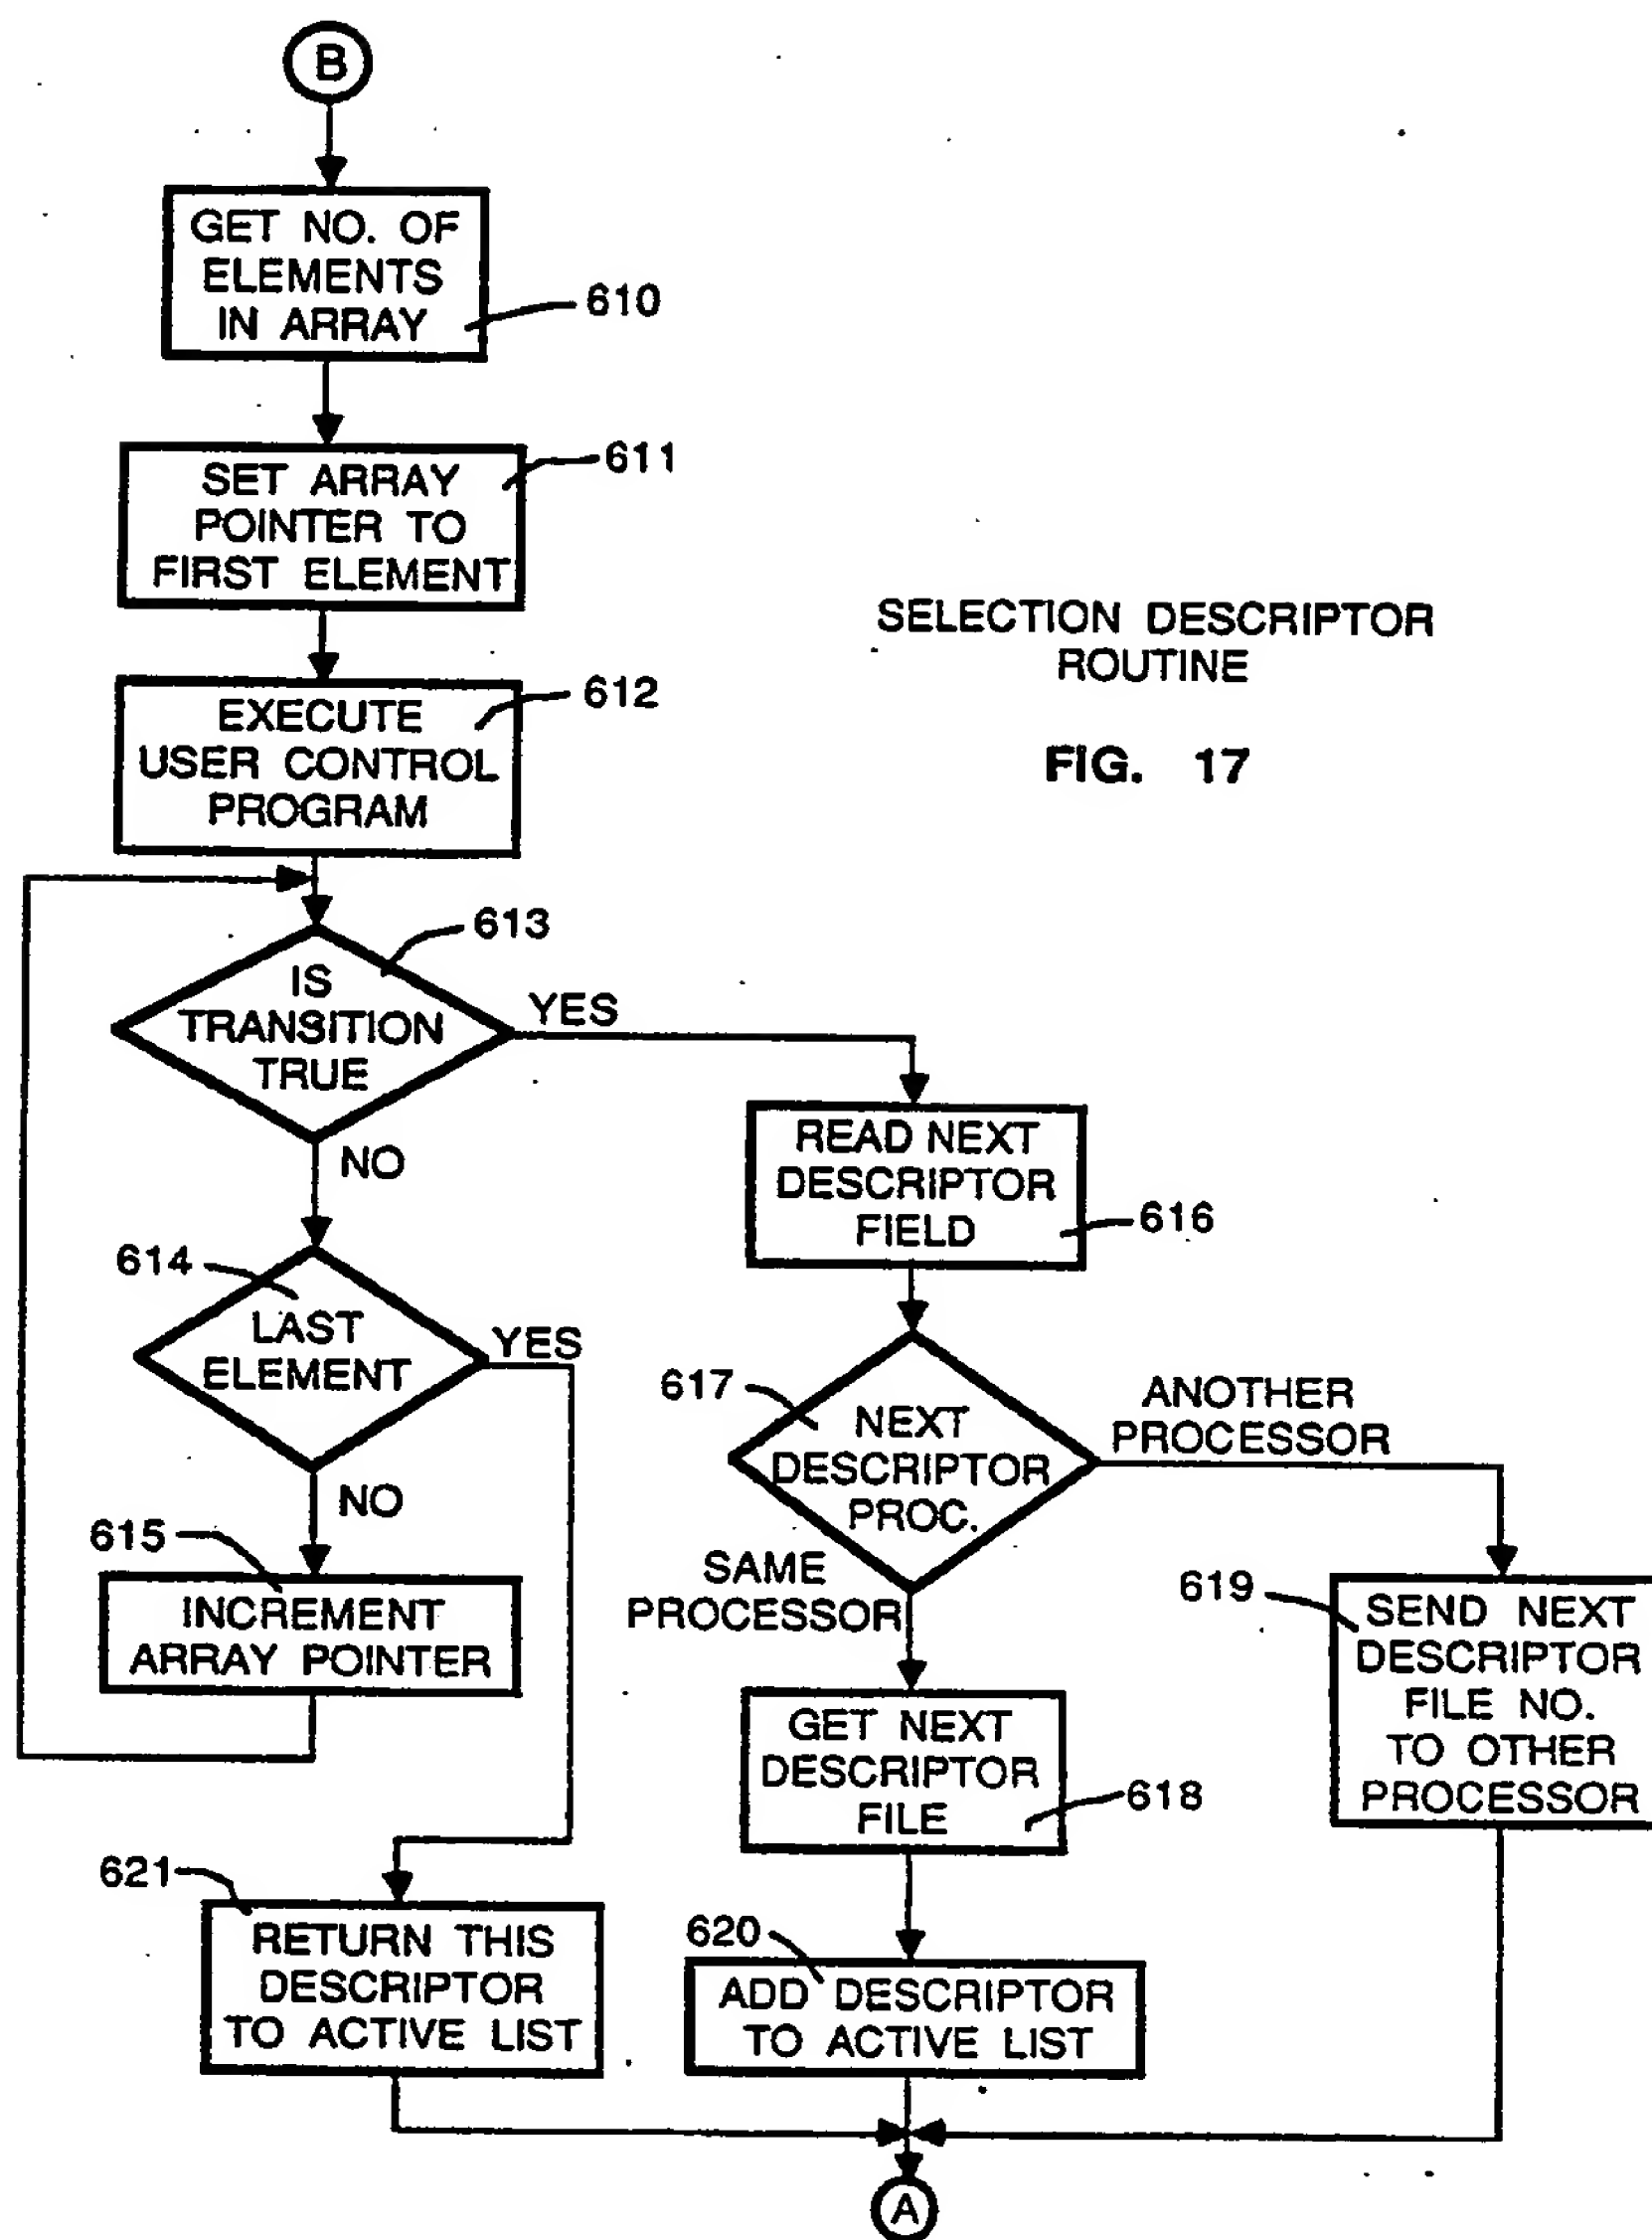 B
GET NO. OF
ELEMENTS
IN ARRAY
610
SET ARRAY
POINTER TO
FIRST ELEMENT
611
SELECTION DESCRIPTOR
ROUTINE
FIG. 17
EXECUTE
USER CONTROL
PROGRAM
612
613
IS
TRANSITION
TRUE
YES
NO
READ NEXT
DESCRIPTOR
FIELD
616
614
LAST
ELEMENT
YES
NO
617
NEXT
DESCRIPTOR
PROC.
ANOTHER
PROCESSOR
SAME
PROCESSOR
615
INCREMENT
ARRAY POINTER
619
SEND NEXT
DESCRIPTOR
FILE NO.
TO OTHER
PROCESSOR
GET NEXT
DESCRIPTOR
FILE
618
621
RETURN THIS
DESCRIPTOR
TO ACTIVE LIST
620
ADD DESCRIPTOR
TO ACTIVE LIST
A